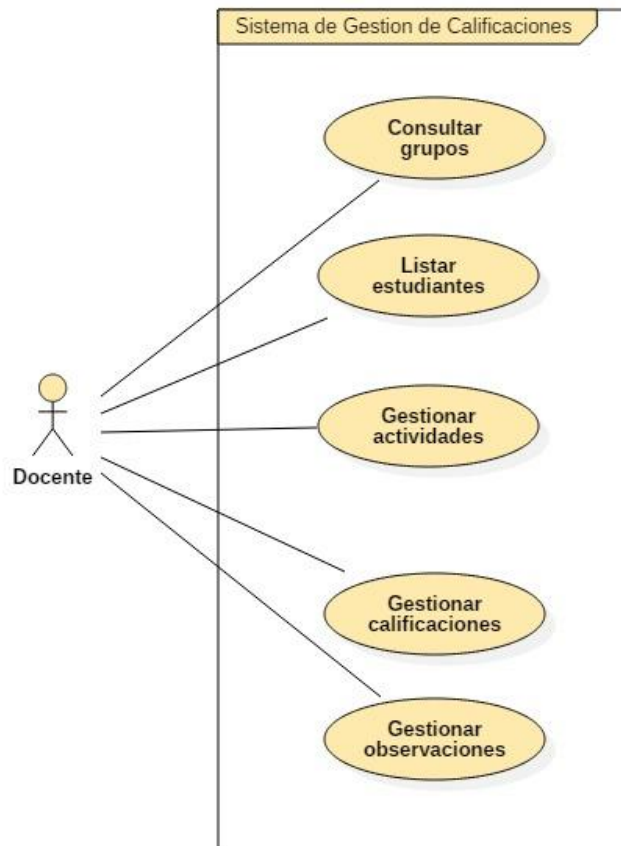 Sistema de Gestion de Calificaciones
Consultar
grupos
Listar
estudiantes
Gestionar
actividades
Docente
Gestionar
calificaciones
Gestionar
observaciones